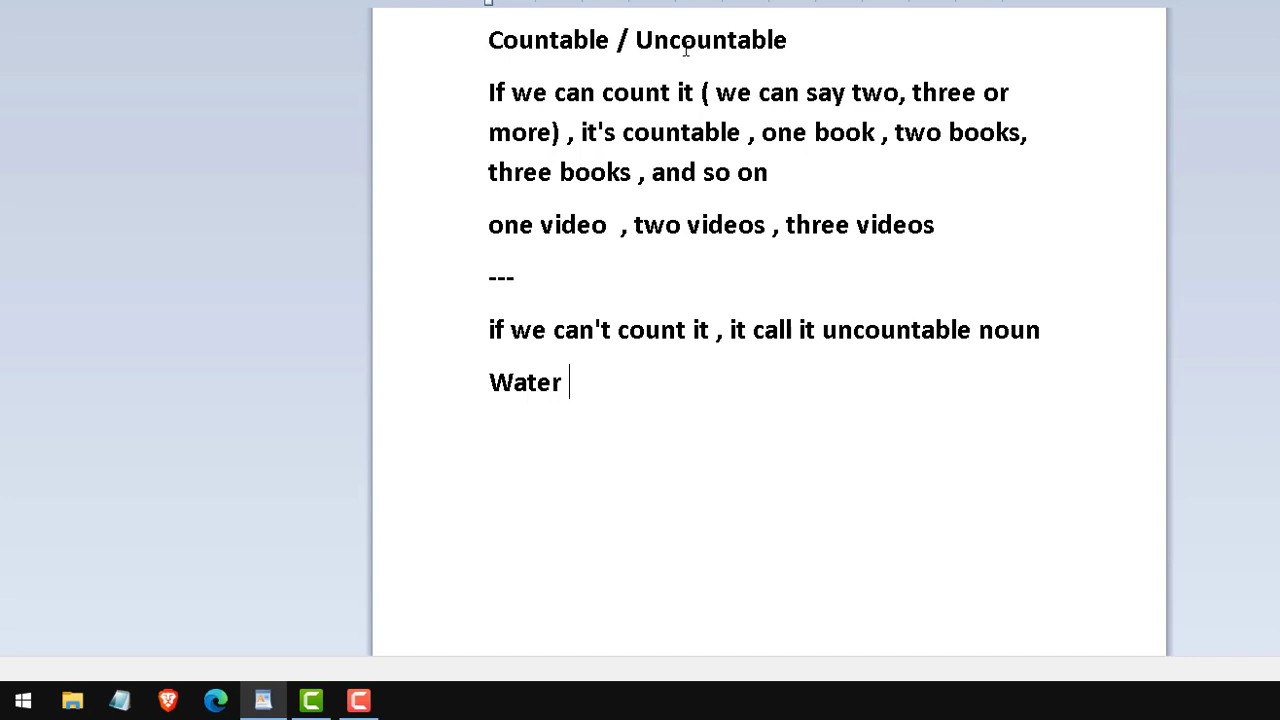 Countable / Uncountable
If we can count it ( we can say two, three or
more) , it's countable , one book , two books,
three books , and so on
one video  , two videos , three videos
---
if we can't count it , it call it uncountable noun
Water